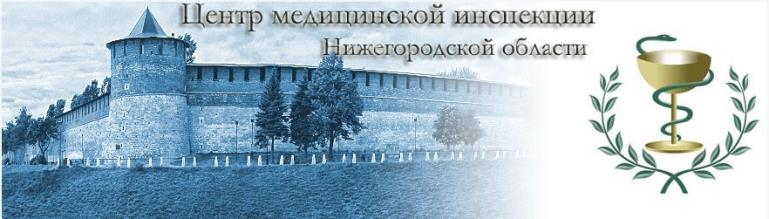 Центр медицинской инспекции
Нижегородской области